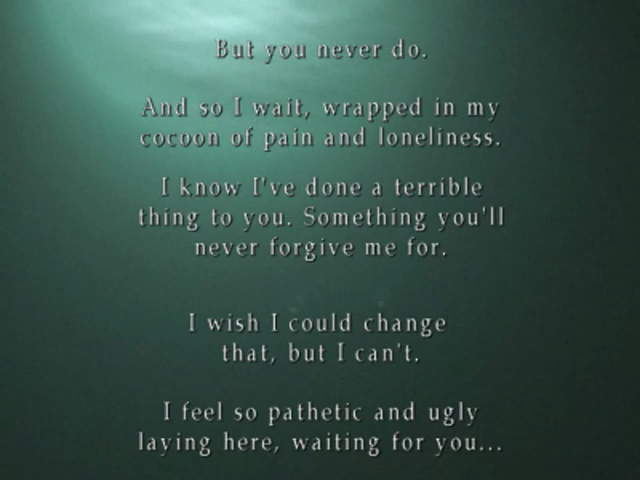 But you never do.
And so I wait, wrapped in my
cocoon of pain and loneliness.
I know I've done a terrible
thing to you. Something you'll
never forgive me for.
I wish I could change
that, but I can't.
I feel so pathetic and ugly
laying here, waiting for you...